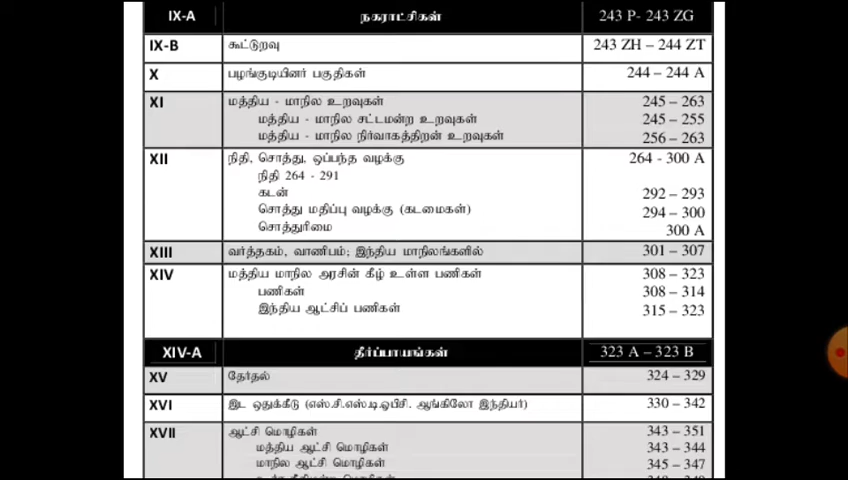 IX-A நகராட்சிகள் 243 P- 243 ZG
IX-B கூட்டுறவு 243 ZH – 244 ZT
X பழங்குடியினர் பகுதிகள் 244 – 244 A
XI மத்திய - மாநில உறவுகள் 245 – 263
மத்திய - மாநில சட்டமன்ற உறவுகள் 245 – 255
மத்திய - மாநில நிர்வாகத்திறன் உறவுகள் 256 – 263
XII நிதி, சொத்து, ஒப்பந்த வழக்கு 264 - 300 A
நிதி 264 - 291
கடன் 292 – 293
சொத்து மதிப்பு வழக்கு (கடமைகள்) 294 – 300
சொத்துரிமை 300 A
XIII வர்த்தகம், வாணிபம்; இந்திய மாநிலங்களில் 301 – 307
XIV மத்திய மாநில அரசின் கீழ் உள்ள பணிகள் 308 – 323
பணிகள் 308 – 314
இந்திய ஆட்சிப் பணிகள் 315 – 323
XIV-A தீர்ப்பாயங்கள் 323 A – 323 B
XV தேர்தல் 324 – 329
XVI இட ஒதுக்கீடு (எஸ்.சி.எஸ்.டி.ஓபிசி. ஆங்கிலோ இந்தியர்) 330 – 342
XVII ஆட்சி மொழிகள் 343 – 351
மத்திய ஆட்சி மொழிகள் 343 – 344
மாநில ஆட்சி மொழிகள் 345 – 347